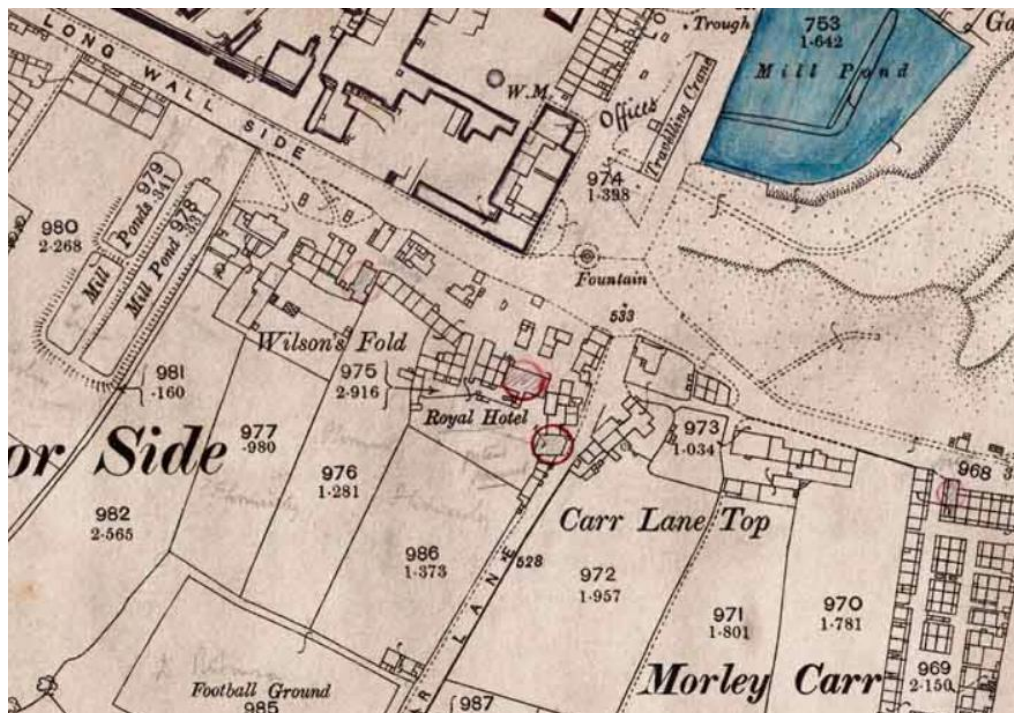 LONG WALL SIDE
Trough
753
1·642
Mill Pond
Ga
W.M.
Offices
Travelling Crane
974
1·398
979
·341
Ponds
Mill
978
·331
Mill Pond
980
2·268
Fountain
533
Wilson's Fold
975
2·916
981
·160
Royal Hotel
977
·980
or Side
976
1·281
973
1·034
968
982
2·565
Carr Lane Top
986
1·373
528
972
1·957
LANE
971
1·801
970
1·781
969
2·150
Morley Carr
Football Ground
985
987